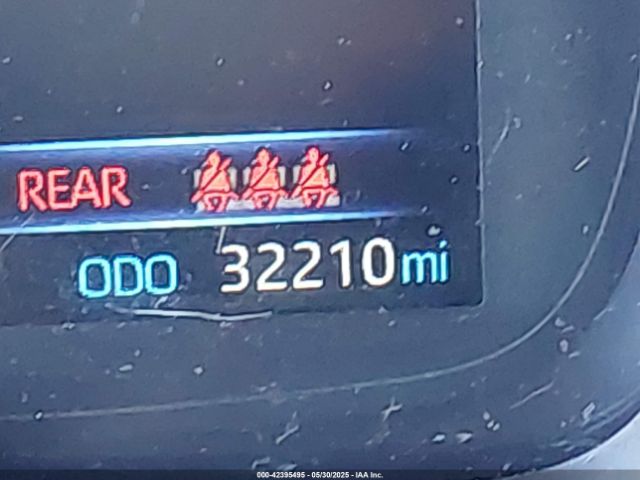 REAR
ODO 32210 mi
000-42395495 - 05/30/2025 - IAA Inc.